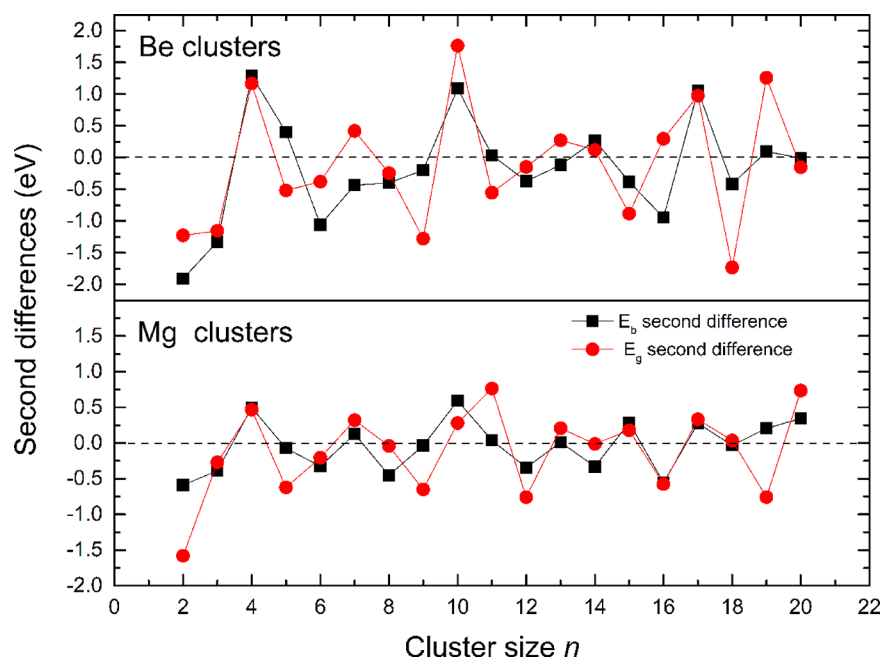 Be clusters
2.0
1.5
1.0
0.5
0.0
-0.5
-1.0
-1.5
-2.0
Second differences (eV)
Mg clusters
E_b second difference
E_g second difference
1.5
1.0
0.5
0.0
-0.5
-1.0
-1.5
-2.0
0 2 4 6 8 10 12 14 16 18 20 22
Cluster size n